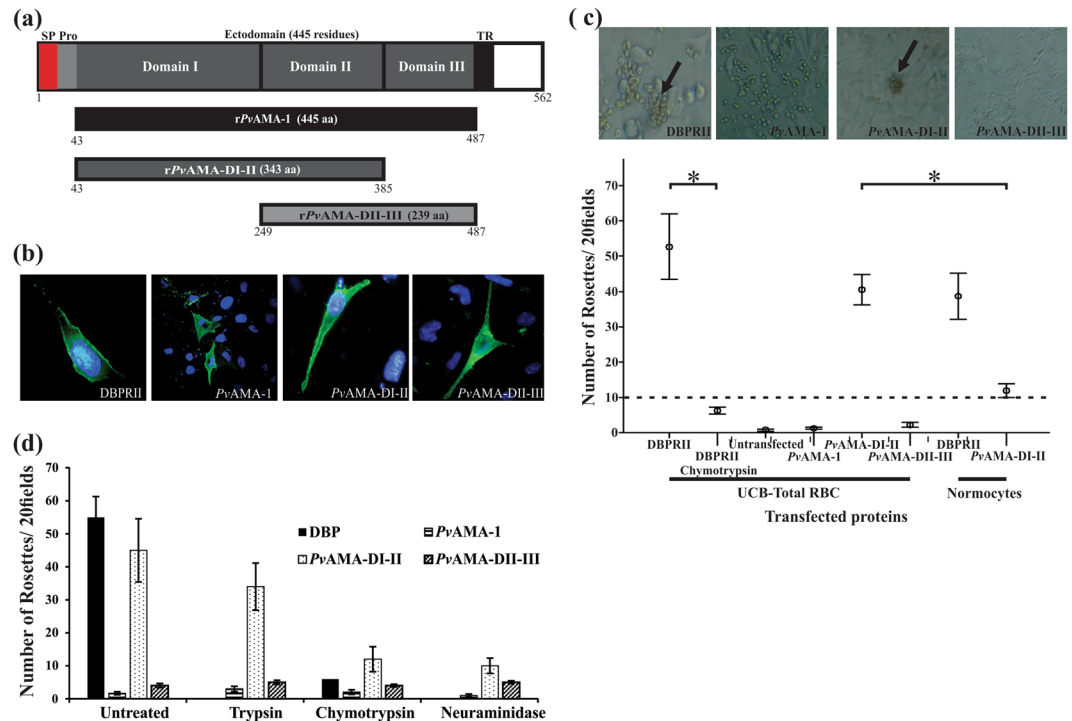 (a)
SP Pro Ectodomain (445 residues) TR
Domain I Domain II Domain III
1 562
rPvAMA-1 (445 aa)
43 487
rPvAMA-DI-II (343 aa)
43 385
rPvAMA-DII-III (239 aa)
249 487
(b)
DBPRII PvAMA-1 PvAMA-DI-II PvAMA-DII-III
(c)
DBPRII PvAMA-1 PvAMA-DI-II PvAMA-DII-III
* *
Number of Rosettes/ 20fields
70
60
50
40
30
20
10
0
DBPRII Untransfected PvAMA-DI-II DBPRII
DBPRII Chymotrypsin PvAMA-1 PvAMA-DII-III PvAMA-DI-II
UCB-Total RBC Normocytes
Transfected proteins
(d)
Number of Rosettes/ 20fields
70
60
50
40
30
20
10
0
DBP PvAMA-1
PvAMA-DI-II PvAMA-DII-III
Untreated Trypsin Chymotrypsin Neuraminidase